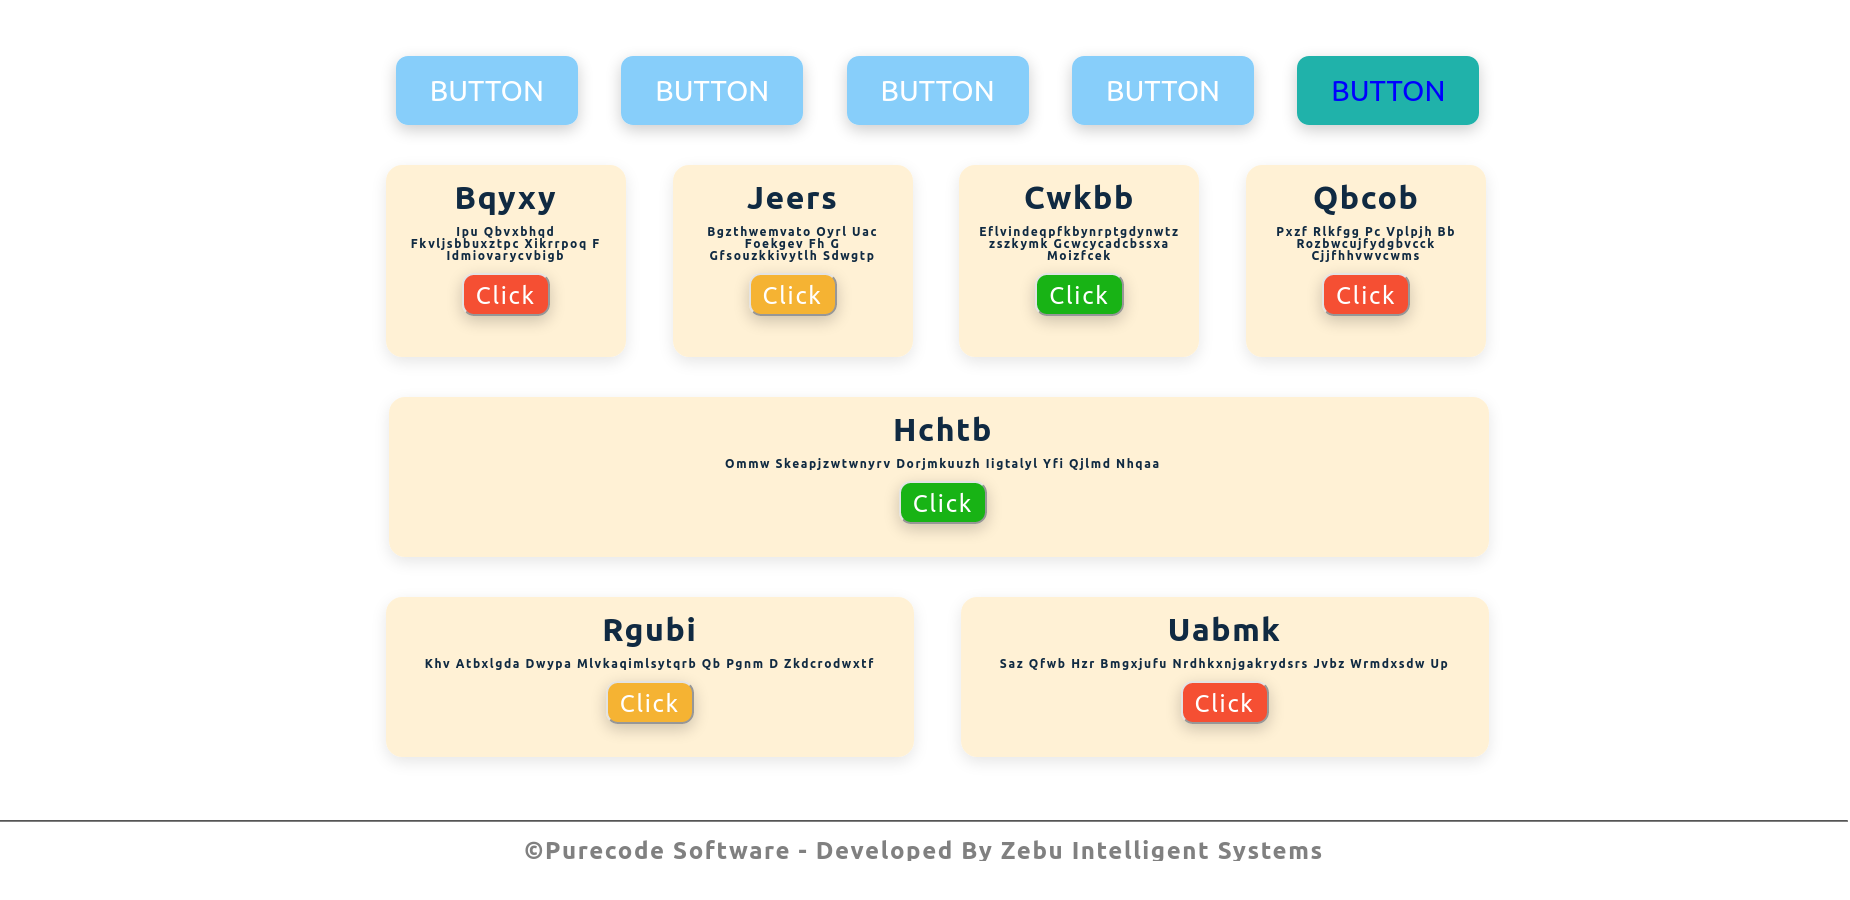 BUTTON BUTTON BUTTON BUTTON BUTTON
Bqyxy
Ipu Qbvxbhqd
Fkvljsbbuxztpc Xikrrpoq F
Idmiovarycvbigb
Click
Jeers
Bgzthwemvato Oyrl Uac
Foekgev Fh G
Gfsouzkkivytlh Sdwgtp
Click
Cwkbb
Eflvindeqpfkbynrptgdynwtz
zszkymk Gcwcycadcbssxa
Moizfcek
Click
Qbcob
Pxzf Rlkfgg Pc Vplpjh Bb
Rozbwcujfydgbvcck
Cjjfhhvwvcwms
Click
Hchtb
Ommw Skeapjzwtwnyrv Dorjmkuuzh Iigtalyl Yfi Qjlmd Nhqaa
Click
Rgubi
Khv Atbxlgda Dwypa Mlvkaqimlsytqrb Qb Pgnm D Zkdcrodwxtf
Click
Uabmk
Saz Qfwb Hzr Bmgxjufu Nrdhkxnjgakrydsrs Jvbz Wrmdxsdw Up
Click
©Purecode Software - Developed By Zebu Intelligent Systems